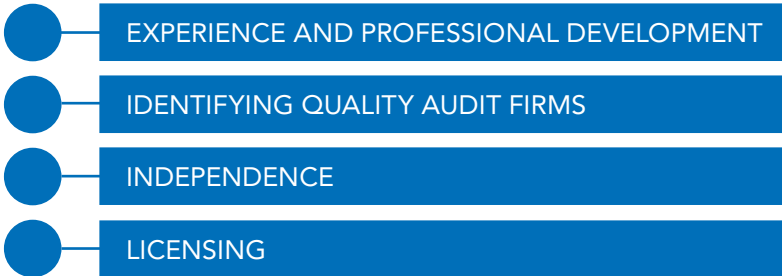 EXPERIENCE AND PROFESSIONAL DEVELOPMENT
IDENTIFYING QUALITY AUDIT FIRMS
INDEPENDENCE
LICENSING